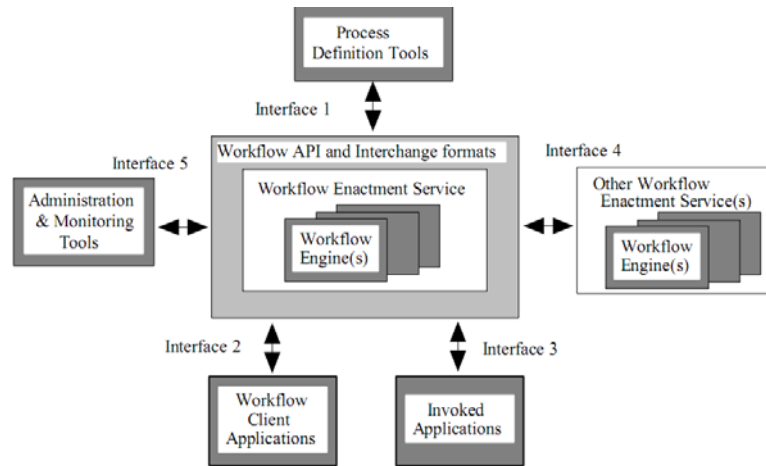 Process
Definition Tools
Interface 1
Workflow API and Interchange formats
Interface 5
Interface 4
Workflow Enactment Service
Workflow
Engine(s)
Administration
& Monitoring
Tools
Other Workflow
Enactment Service(s)
Workflow
Engine(s)
Interface 2
Interface 3
Workflow
Client
Applications
Invoked
Applications